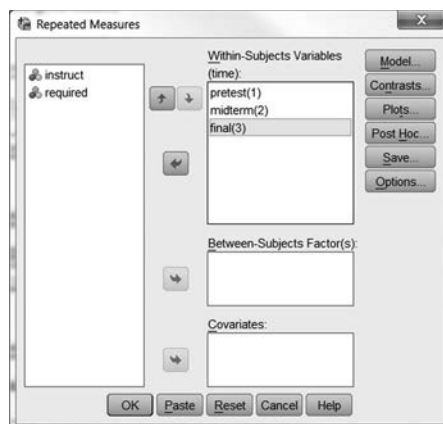 Repeated Measures
X
instruct
required
Within-Subjects Variables
(time):
pretest(1)
midterm(2)
final(3)
Between-Subjects Factor(s):
Covariates:
Model...
Contrasts...
Plots...
Post Hoc...
Save...
Options...
OK Paste Reset Cancel Help